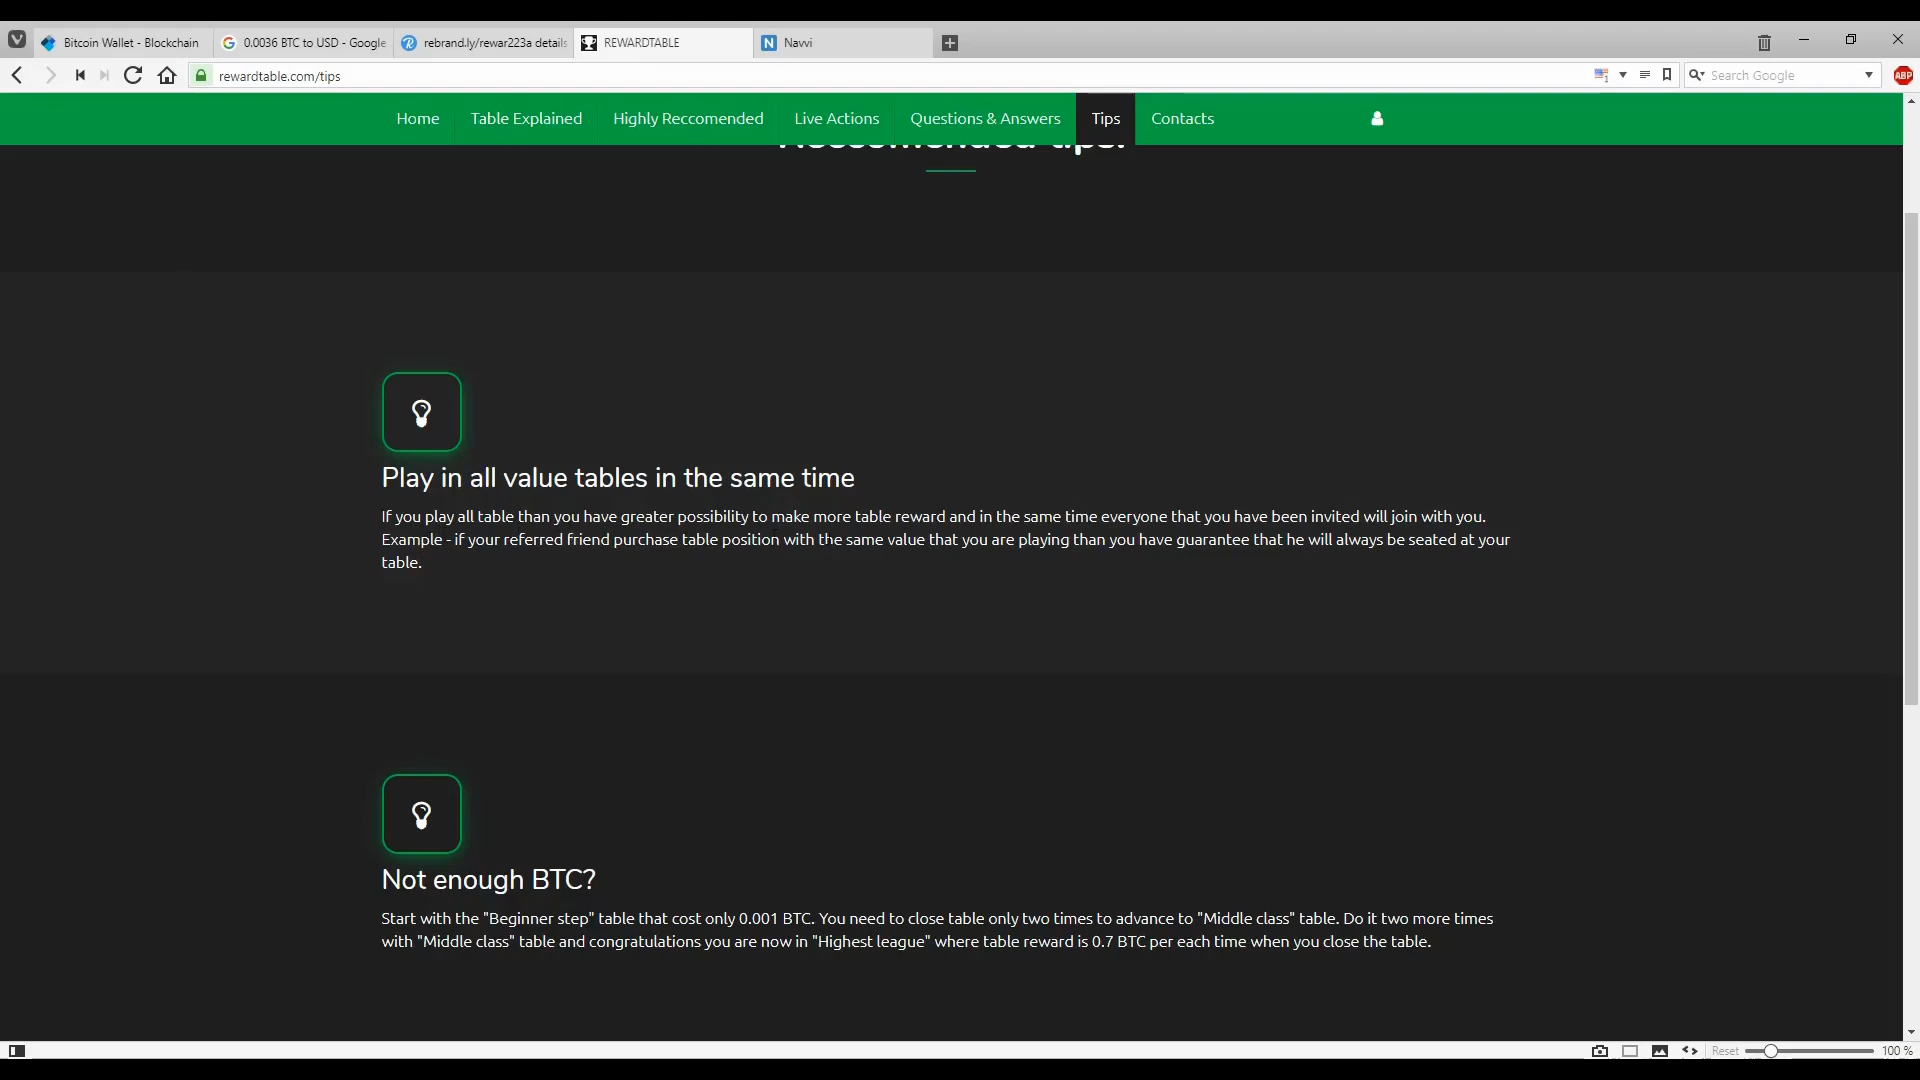 Bitcoin Wallet - Blockchain
0.0036 BTC to USD - Google
rebrand.ly/rewar223a details
REWARDTABLE
N Navvi
rewardtable.com/tips
Search Google
ABP
Home
Table Explained
Highly Reccomended
Live Actions
Questions & Answers
Tips
Contacts
Play in all value tables in the same time
If you play all table than you have greater possibility to make more table reward and in the same time everyone that you have been invited will join with you.
Example - if your referred friend purchase table position with the same value that you are playing than you have guarantee that he will always be seated at your
table.
Not enough BTC?
Start with the "Beginner step" table that cost only 0.001 BTC. You need to close table only two times to advance to "Middle class" table. Do it two more times
with "Middle class" table and congratulations you are now in "Highest league" where table reward is 0.7 BTC per each time when you close the table.
Reset
100 %